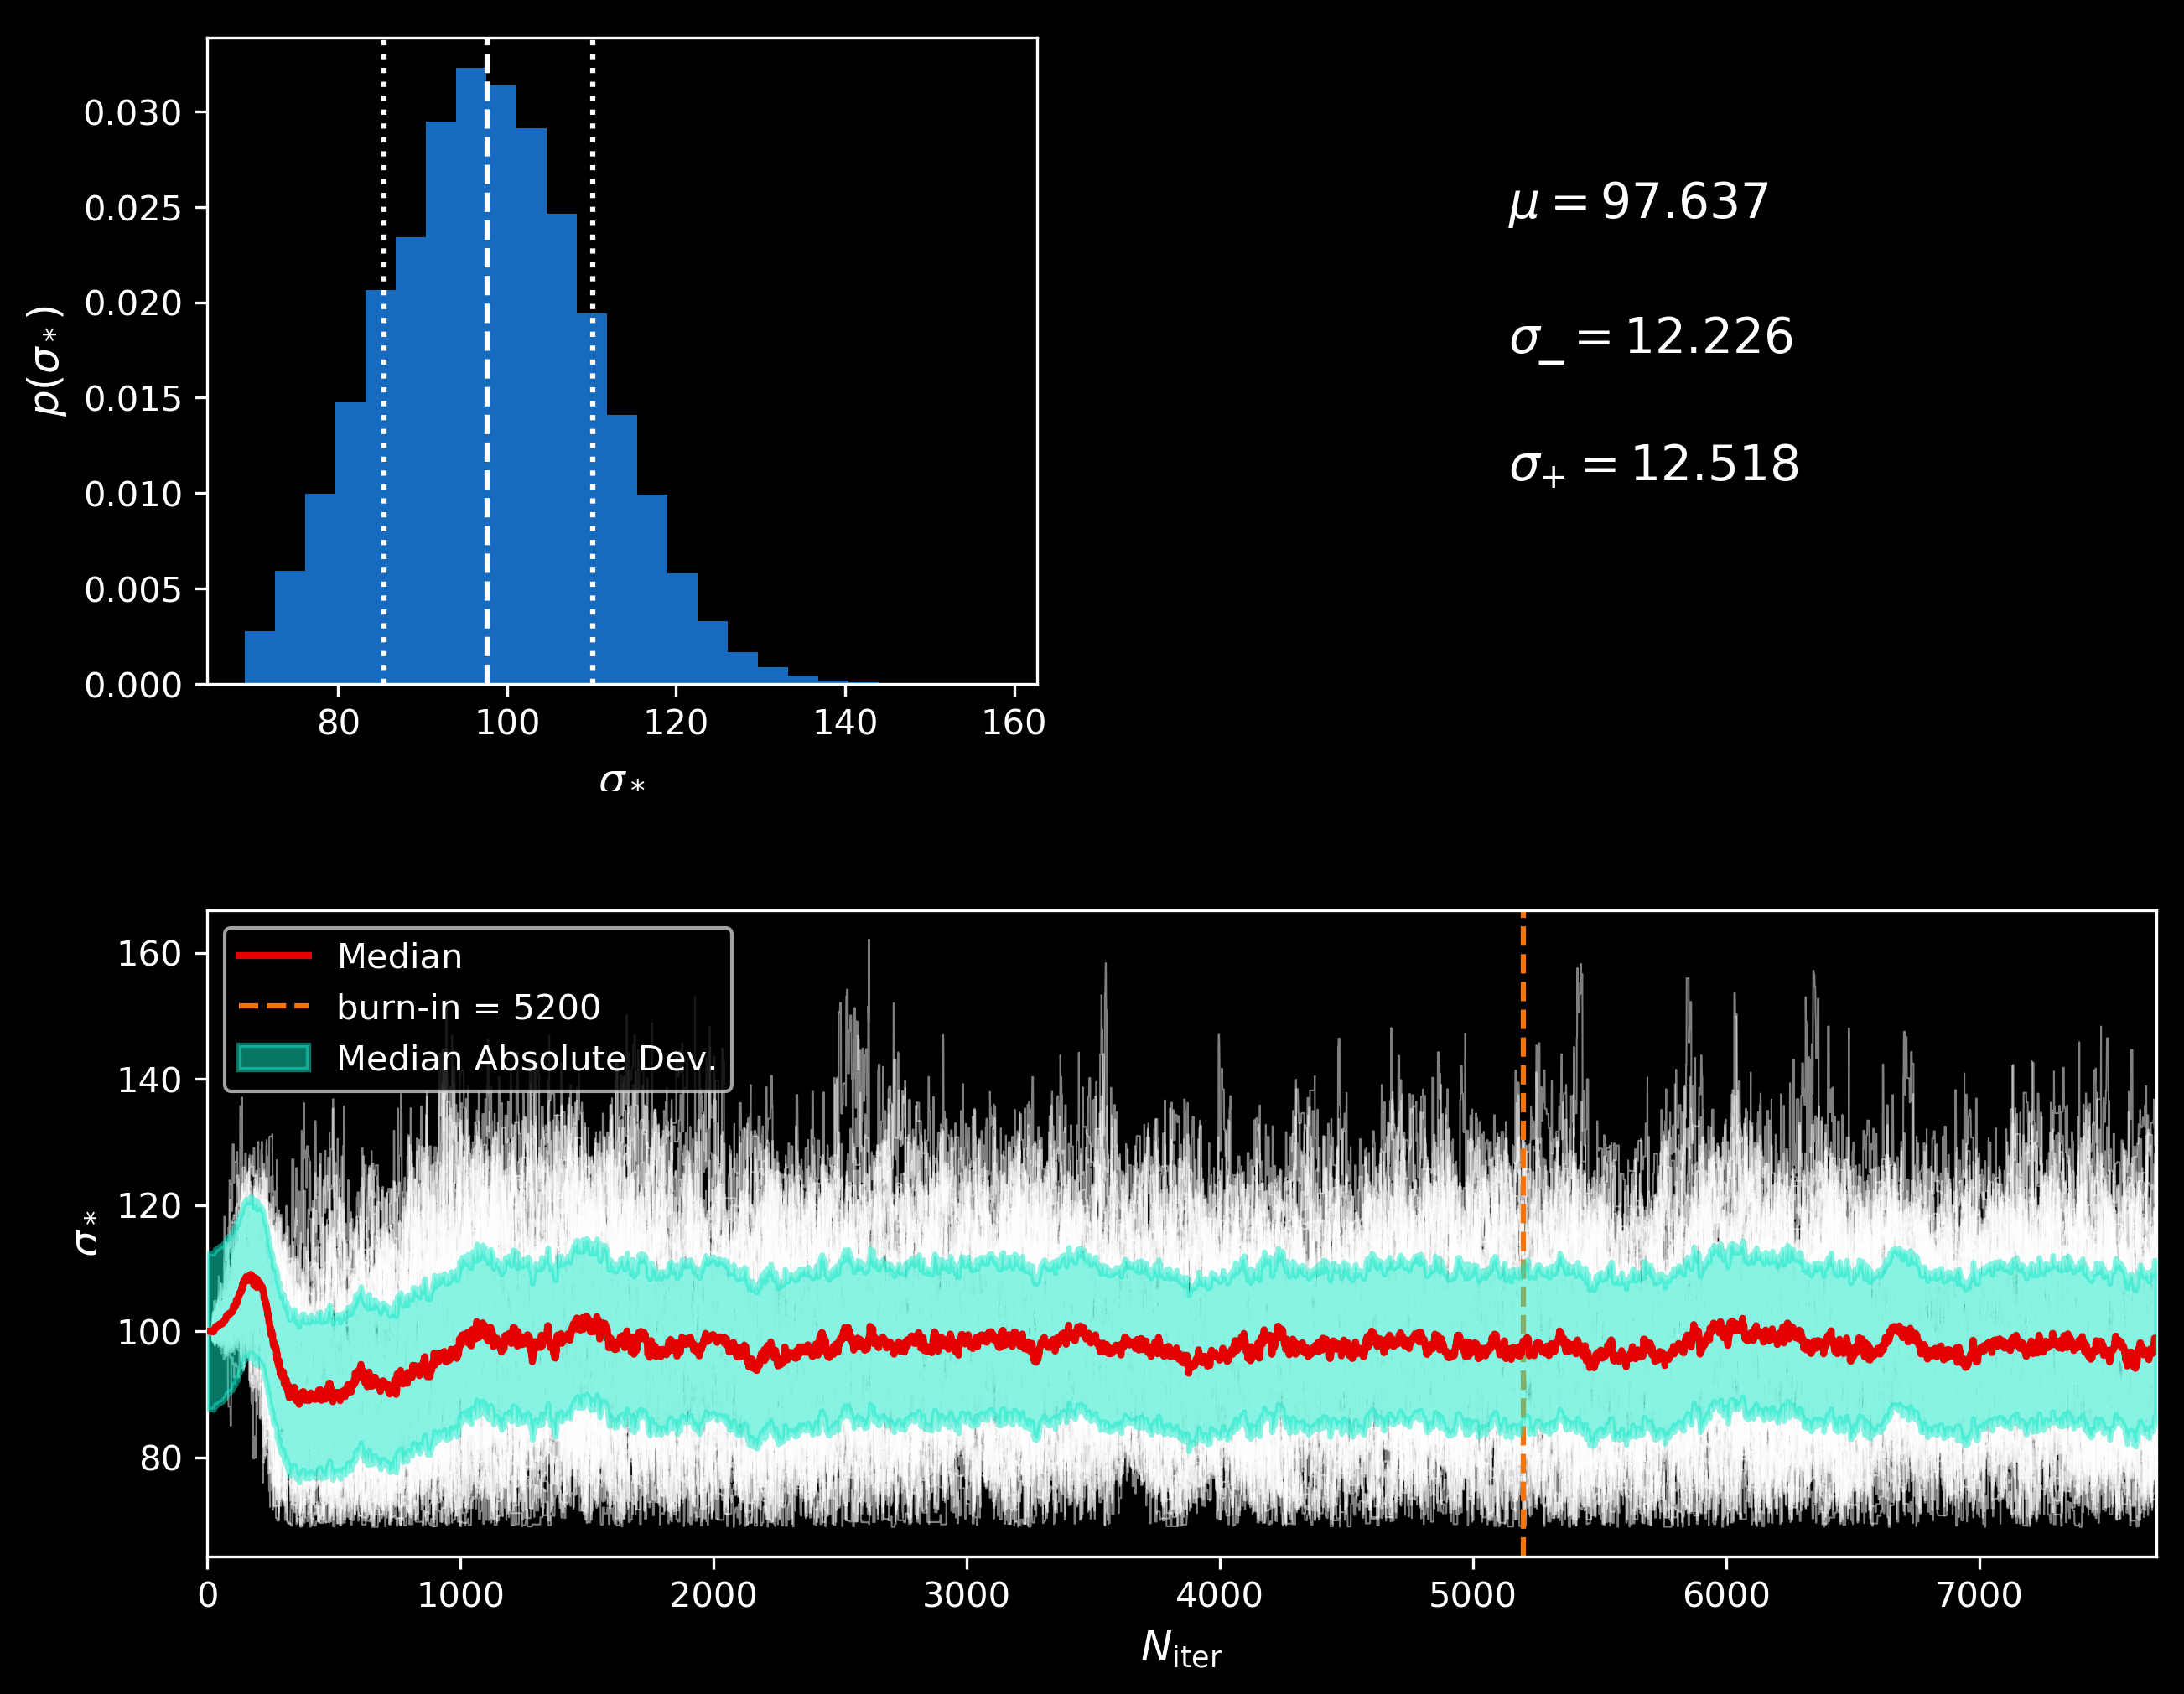 0.030
0.025
0.020
0.015
0.010
0.005
0.000
p(σ*)
80 100 120 140 160
σ*
μ = 97.637
σ_ = 12.226
σ+ = 12.518
160
140
120
100
80
σ*
Median
burn-in = 5200
Median Absolute Dev.
0 1000 2000 3000 4000 5000 6000 7000
Niter